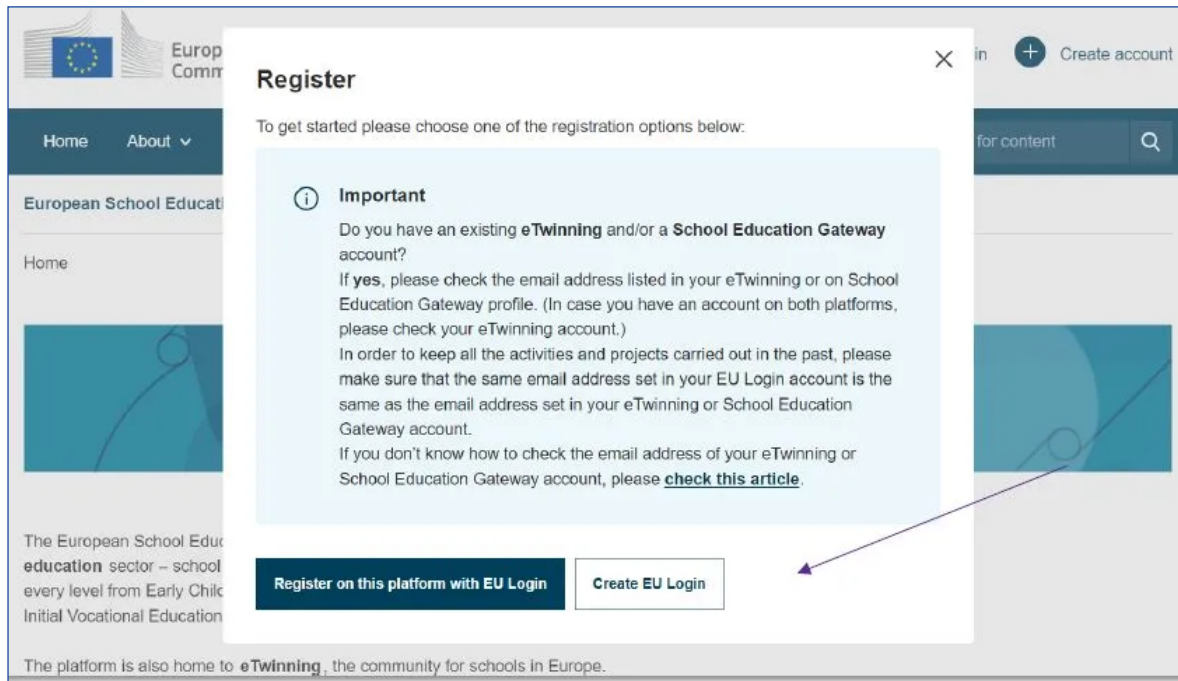 Europ
Comm
in
Create account
Register
To get started please choose one of the registration options below:
Home
About
for content
Important
Do you have an existing eTwinning and/or a School Education Gateway
account?
If yes, please check the email address listed in your eTwinning or on School
Education Gateway profile. (In case you have an account on both platforms,
please check your eTwinning account.)
In order to keep all the activities and projects carried out in the past, please
make sure that the same email address set in your EU Login account is the
same as the email address set in your eTwinning or School Education
Gateway account.
If you don't know how to check the email address of your eTwinning or
School Education Gateway account, please check this article.
European School Educati
Home
The European School Educ
education sector – school
every level from Early Chilc
Initial Vocational Education
Register on this platform with EU Login
Create EU Login
The platform is also home to eTwinning, the community for schools in Europe.